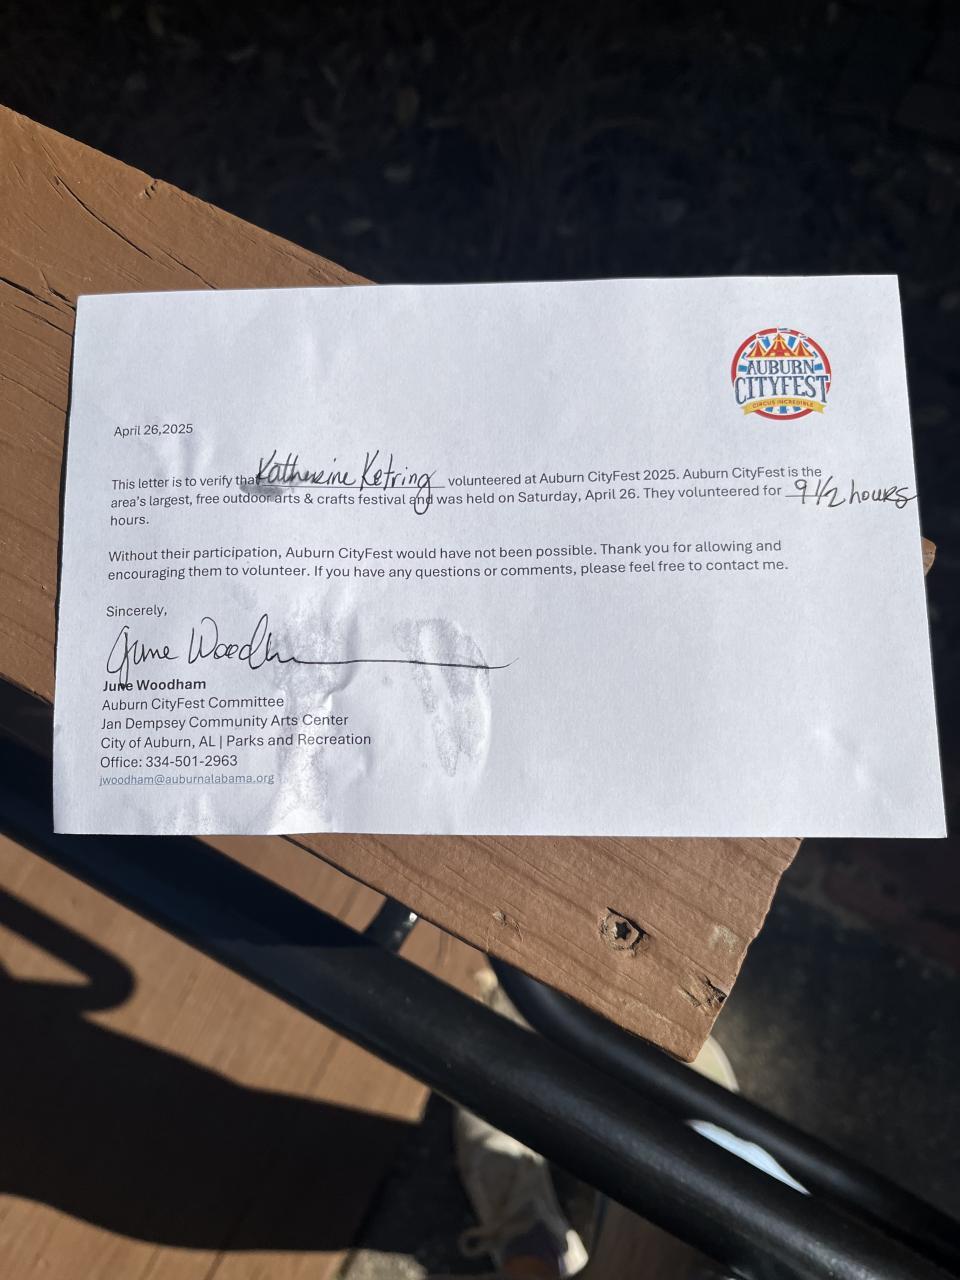 AUBURN
CITYFEST
CIRCUS INCREDIBLE
April 26,2025
This letter is to verify that Katherine Ketring volunteered at Auburn CityFest 2025. Auburn CityFest is the
area's largest, free outdoor arts & crafts festival and was held on Saturday, April 26. They volunteered for 9 1/2 hours
hours.
Without their participation, Auburn CityFest would have not been possible. Thank you for allowing and
encouraging them to volunteer. If you have any questions or comments, please feel free to contact me.
Sincerely,
June Woodham
June Woodham
Auburn CityFest Committee
Jan Dempsey Community Arts Center
City of Auburn, AL | Parks and Recreation
Office: 334-501-2963
jwoodham@auburnalabama.org